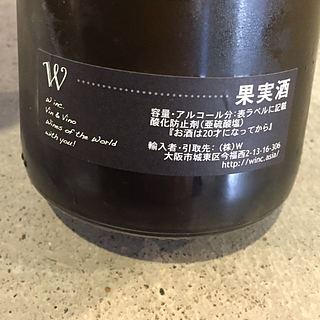 W
W inc.
Vin & Vino
Wines of the World
with you!
果実酒
容量・アルコール分：表ラベルに記載
酸化防止剤(亜硫酸塩)
『お酒は20才になってから』
輸入者・引取先：(株)W
大阪市城東区今福西2-13-16-306
http://winc.asia/